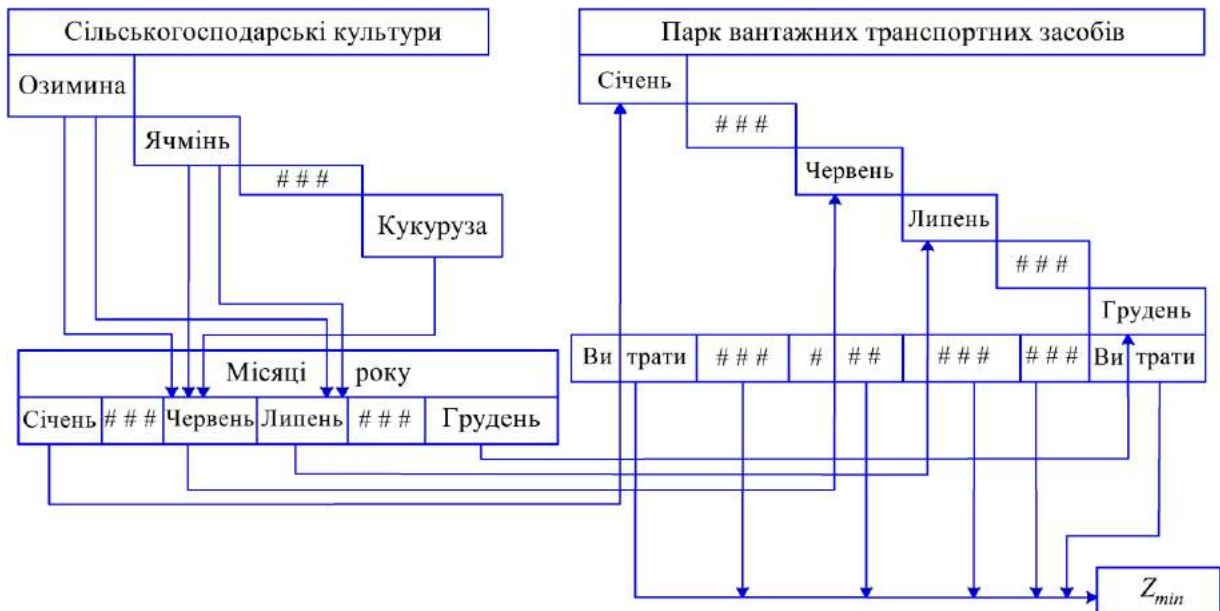 Сільськогосподарські культури
Озимина
Ячмінь
# # #
Кукуруза
Місяці року
Січень # # # Червень Липень # # # Грудень
Парк вантажних транспортних засобів
Січень
# # #
Червень
Липень
# # #
Грудень
Ви трати # # # # # # # # # # # # Ви трати
Z min